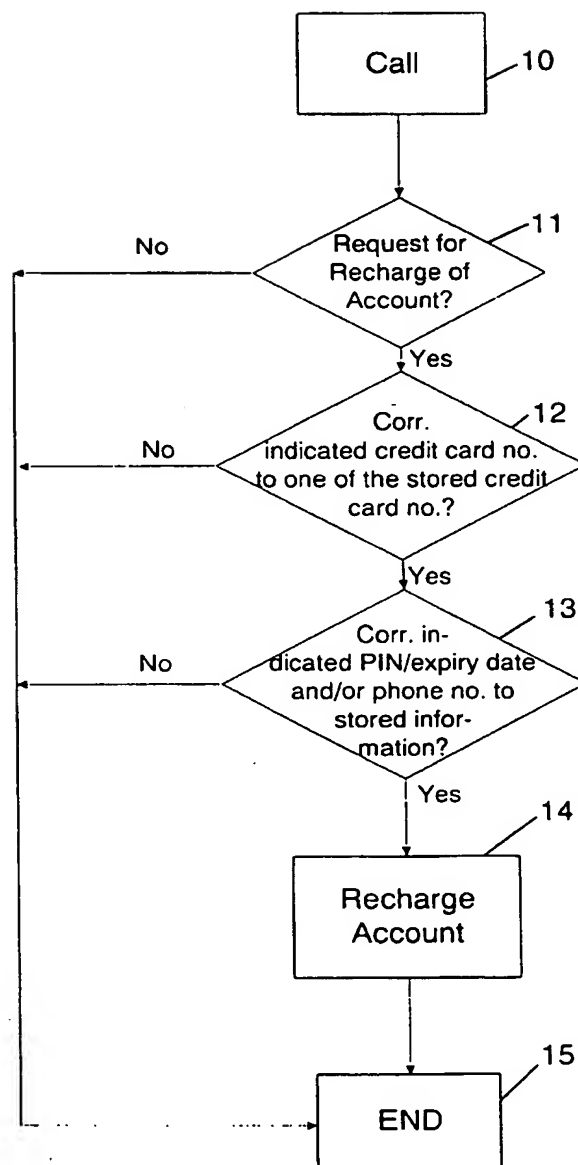 Call
10
Request for
Recharge of
Account?
11
No
Yes
Corr.
indicated credit card no.
to one of the stored credit
card no.?
12
No
Yes
Corr. in-
dicated PIN/expiry date
and/or phone no. to
stored infor-
mation?
13
No
Yes
Recharge
Account
14
END
15